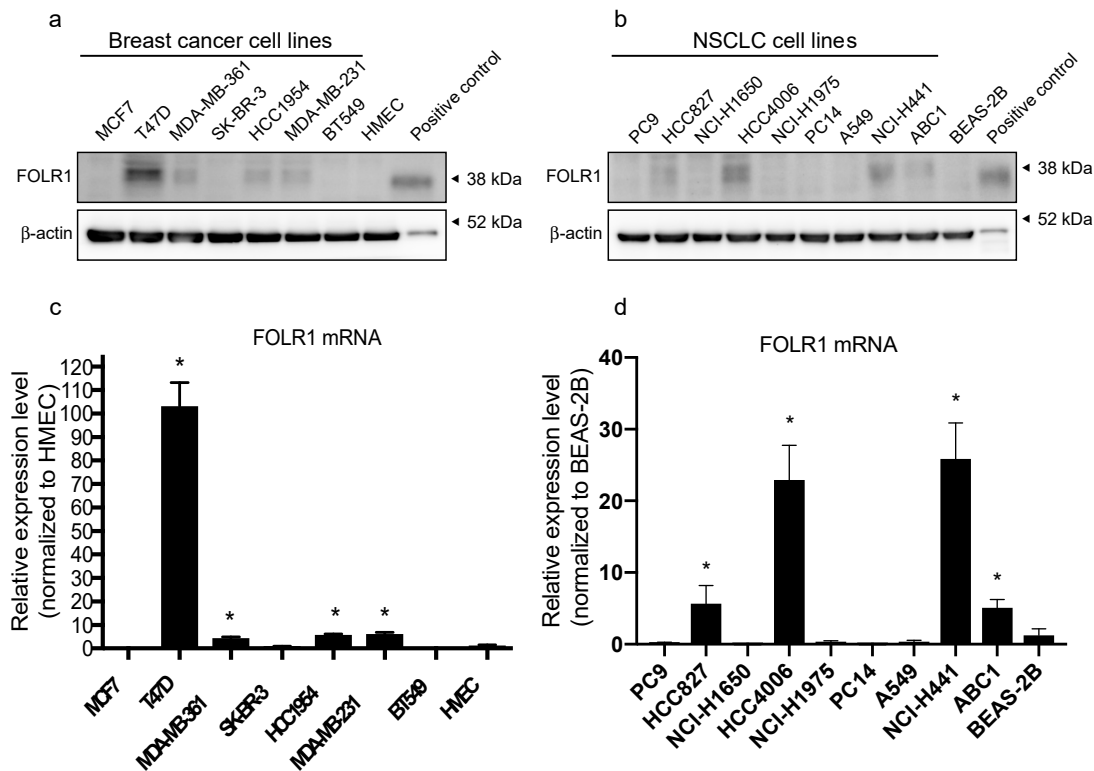 a
Breast cancer cell lines
MCF7
T47D
MDA-MB-361
SK-BR-3
HCC1954
MDA-MB-231
BT549
HMEC
Positive control
FOLR1
◄ 38 kDa
β-actin
◄ 52 kDa
b
NSCLC cell lines
PC9
HCC827
NCI-H1650
HCC4006
NCI-H1975
PC14
A549
NCI-H441
ABC1
BEAS-2B
Positive control
FOLR1
◄ 38 kDa
β-actin
◄ 52 kDa
c
FOLR1 mRNA
Relative expression level
(normalized to HMEC)
120
110
100
90
80
70
60
50
40
30
20
10
0
*
*
*
*
MCF7
T47D
MDA-MB-361
SK-BR-3
HCC1954
MDA-MB-231
BT549
HMEC
d
FOLR1 mRNA
Relative expression level
(normalized to BEAS-2B)
40
30
20
10
0
*
*
*
*
PC9
HCC827
NCI-H1650
HCC4006
NCI-H1975
PC14
A549
NCI-H441
ABC1
BEAS-2B